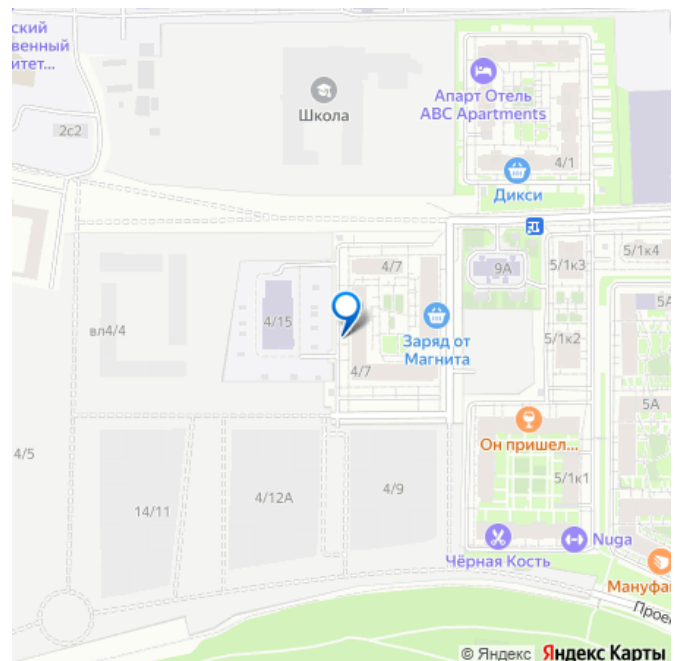 ский
венный
итет...
2с2
Школа
Апарт Отель
ABC Apartments
4/1
Дикси
4/7
9А
5/1к3
5/1к4
5/
вл4/4
4/15
Заряд от
Магнита
5/1к2
4/7
5А
Он пришел...
4/5
4/9
5/1к1
4/12А
14/11
Nuga
Чёрная Кость
Мануфа
Прое
© Яндекс Яндекс Карты